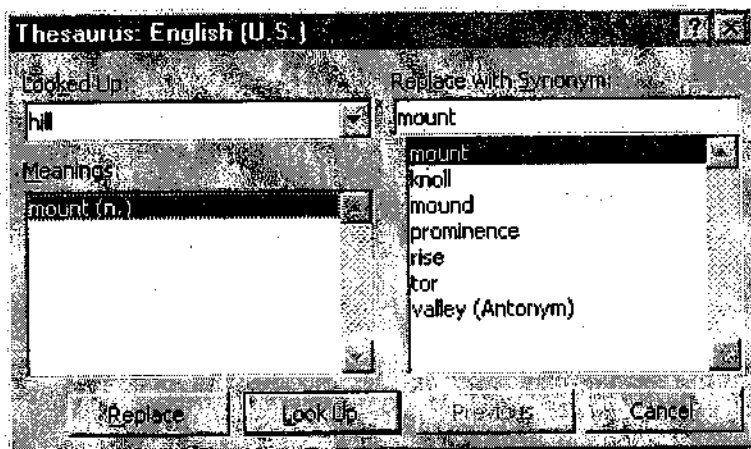 Thesaurus: English (U.S.)
Looked Up:
hill
Meanings:
mount (n.)
Replace with Synonym:
mount
mount
knoll
mound
prominence
rise
tor
valley (Antonym)
Replace
Look Up
Previous
Cancel